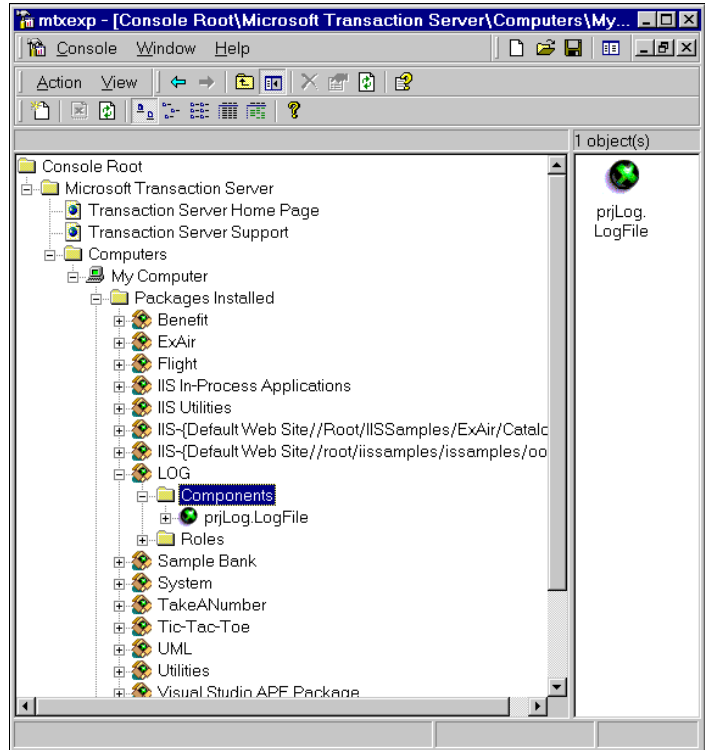 mtxexp - [Console Root\Microsoft Transaction Server\Computers\My...
Console Window Help
Action View
1 object(s)
Console Root
Microsoft Transaction Server
Transaction Server Home Page
Transaction Server Support
Computers
My Computer
Packages Installed
Benefit
ExAir
Flight
IIS In-Process Applications
IIS Utilities
IIS-{Default Web Site//Root/IISSamples/ExAir/Catalo
IIS-{Default Web Site//root/iissamples/issamples/oo
LOG
Components
prjLog.LogFile
Roles
Sample Bank
System
TakeANumber
Tic-Tac-Toe
UML
Utilities
Visual Studio APE Package
prjLog.
LogFile